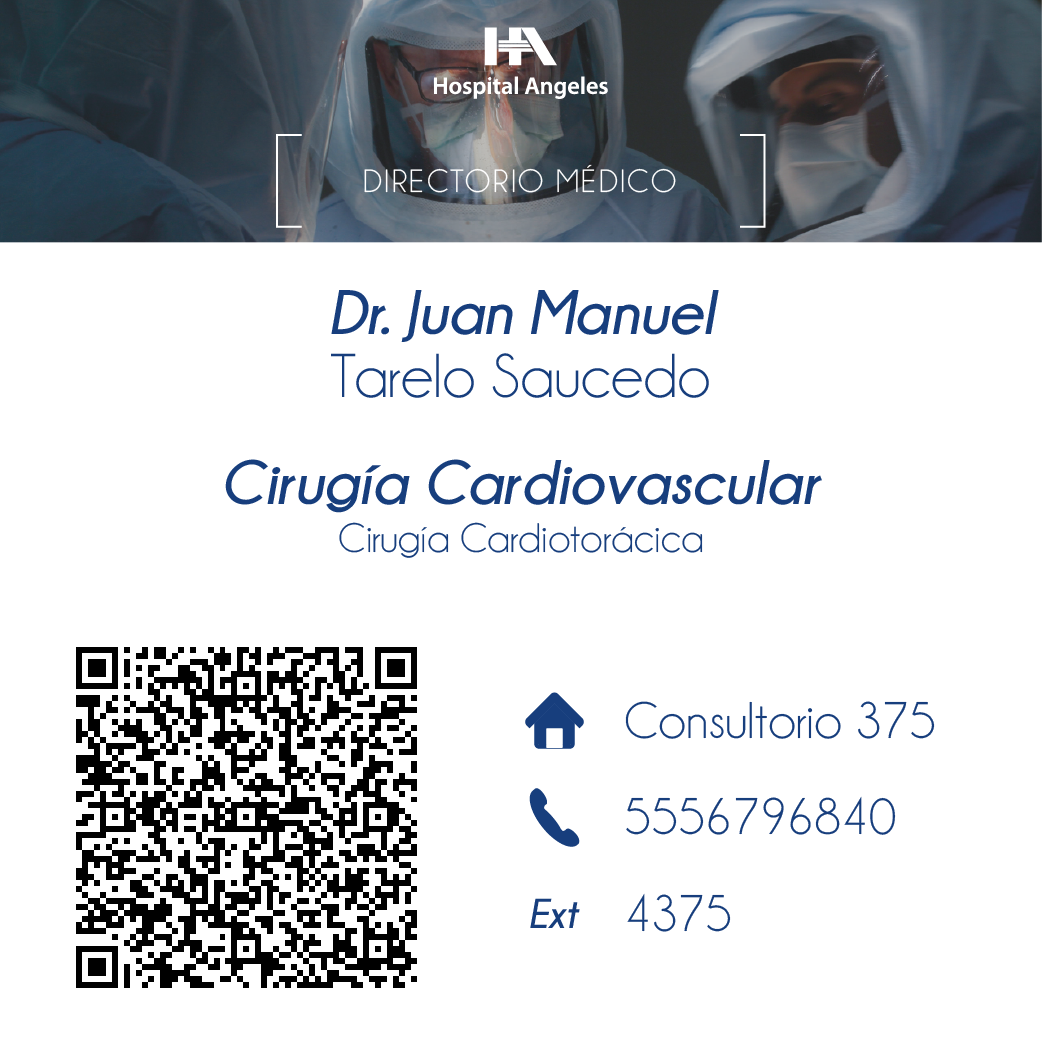 HA
Hospital Angeles
DIRECTORIO MÉDICO
Dr. Juan Manuel
Tarelo Saucedo
Cirugía Cardiovascular
Cirugía Cardiotorácica
Consultorio 375
5556796840
Ext 4375